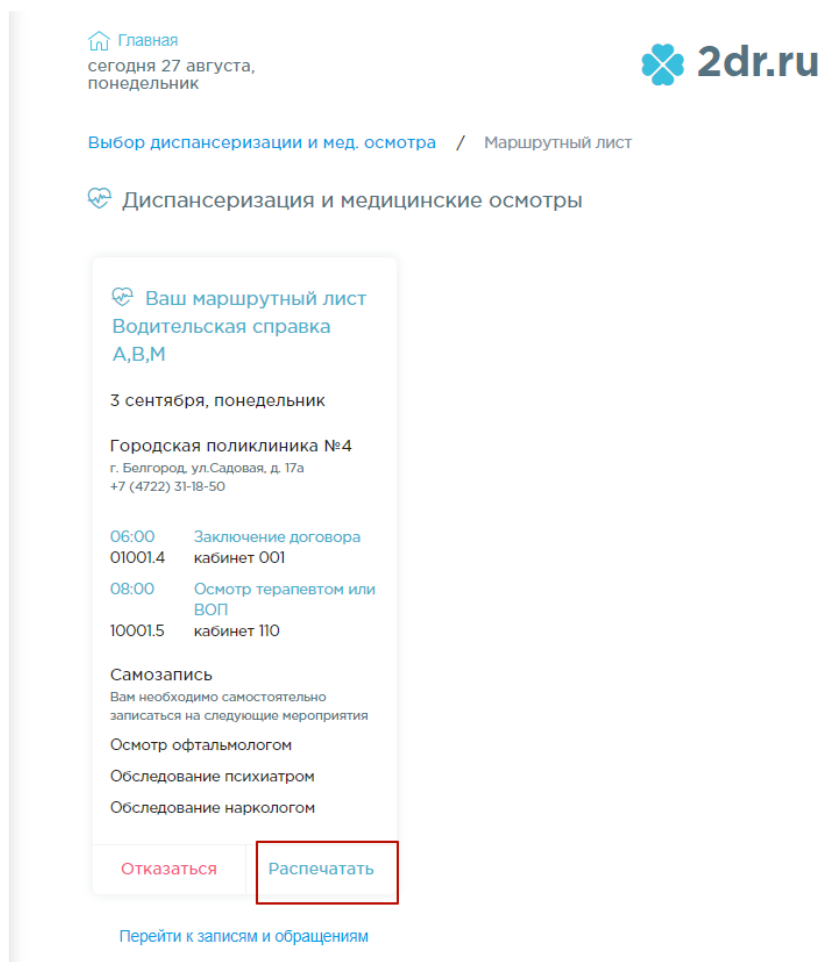 Главная
сегодня 27 августа,
понедельник
2dr.ru
Выбор диспансеризации и мед. осмотра / Маршрутный лист
Диспансеризация и медицинские осмотры
Ваш маршрутный лист
Водительская справка
А,В,М
3 сентября, понедельник
Городская поликлиника №4
г. Белгород, ул.Садовая, д. 17а
+7 (4722) 31-18-50
06:00 Заключение договора
01001.4 кабинет 001
08:00 Осмотр терапевтом или
ВОП
10001.5 кабинет 110
Самозапись
Вам необходимо самостоятельно
записаться на следующие мероприятия
Осмотр офтальмологом
Обследование психиатром
Обследование наркологом
Отказаться Распечатать
Перейти к записям и обращениям